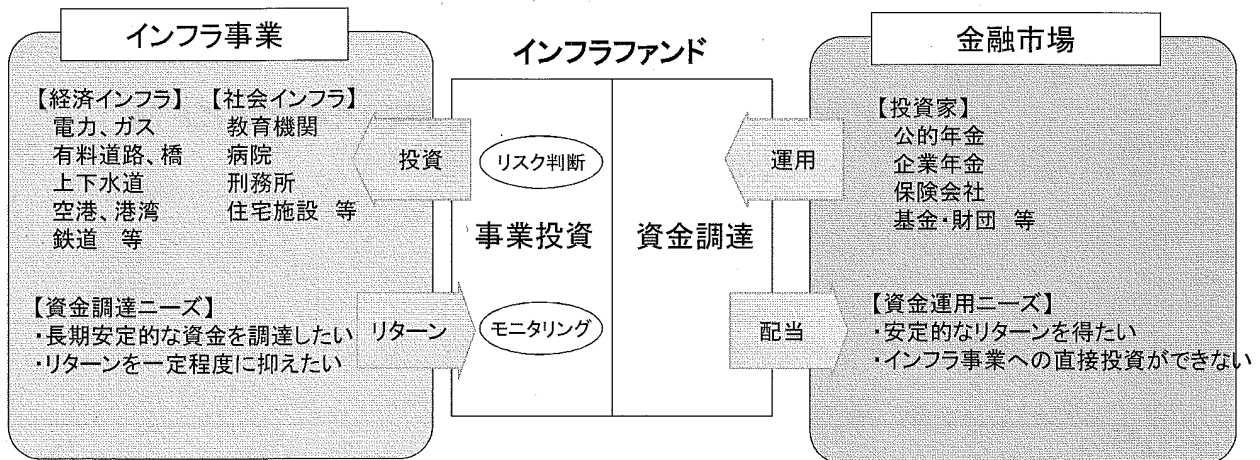 インフラ事業
【経済インフラ】
電力、ガス
有料道路、橋
上下水道
空港、港湾
鉄道 等
【社会インフラ】
教育機関
病院
刑務所
住宅施設 等
【資金調達ニーズ】
・長期安定的な資金を調達したい
・リターンを一定程度に抑えたい
投資
リターン
インフラファンド
リスク判断
事業投資
モニタリング
資金調達
運用
配当
金融市場
【投資家】
公的年金
企業年金
保険会社
基金・財団 等
【資金運用ニーズ】
・安定的なリターンを得たい
・インフラ事業への直接投資ができない